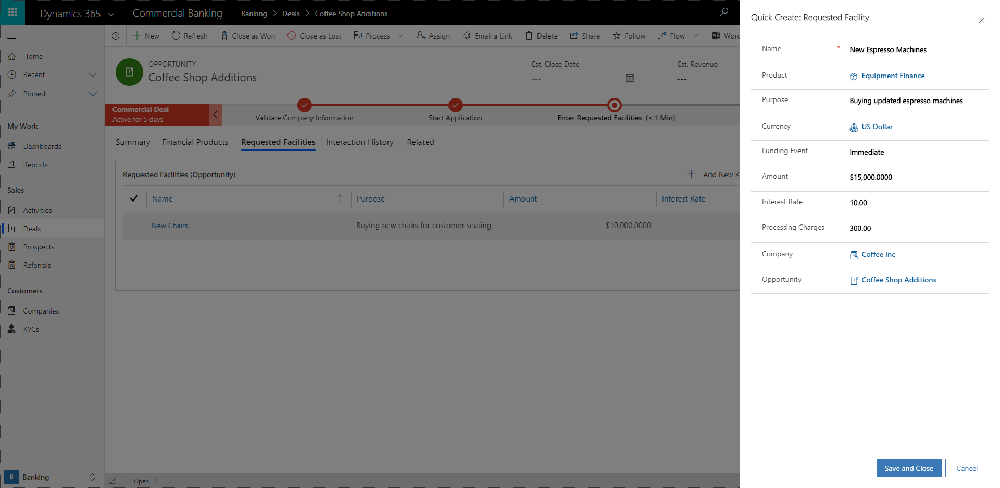 Dynamics 365
Commercial Banking
Banking > Deals > Coffee Shop Additions
New
Refresh
Close as Won
Close as Lost
Process
Assign
Email a Link
Delete
Share
Follow
Flow
Home
Recent
Pinned
My Work
Dashboards
Reports
Sales
Activities
Deals
Prospects
Referrals
Customers
Companies
KYCs
B Banking
OPPORTUNITY
Coffee Shop Additions
Est. Close Date
---
Est. Revenue
---
Commercial Deal
Active for 5 days
Validate Company Information
Start Application
Enter Requested Facilities (< 1 Min)
Summary
Financial Products
Requested Facilities
Interaction History
Related
Requested Facilities (Opportunity)
Add New
Name
Purpose
Amount
Interest Rate
New Chairs
Buying new chairs for customer seating
$10,000.0000
Open
Quick Create: Requested Facility
Name * New Espresso Machines
Product Equipment Finance
Purpose Buying updated espresso machines
Currency US Dollar
Funding Event Immediate
Amount $15,000.0000
Interest Rate 10.00
Processing Charges 300.00
Company Coffee Inc
Opportunity Coffee Shop Additions
Save and Close
Cancel